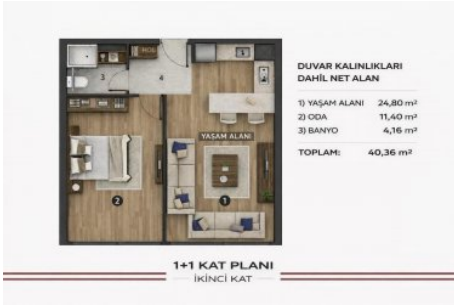 DUVAR KALINLIKLARI
DAHİL NET ALAN
1) YAŞAM ALANI 24,80 m²
2) ODA 11,40 m²
3) BANYO 4,16 m²
TOPLAM: 40,36 m²
3
4
YAŞAM ALANI
2
1
1+1 KAT PLANI
İKİNCİ KAT